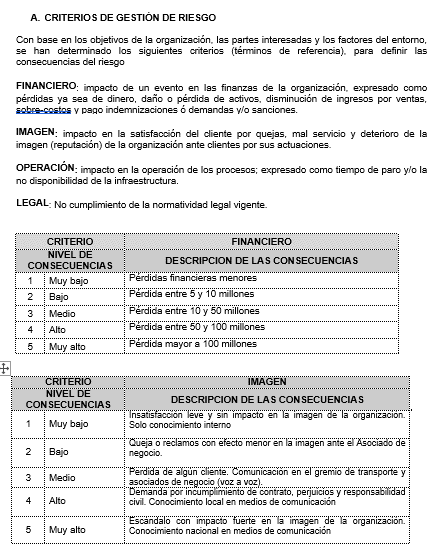 A. CRITERIOS DE GESTIÓN DE RIESGO
Con base en los objetivos de la organización, las partes interesadas y los factores del entorno,
se han determinado los siguientes criterios (términos de referencia), para definir las
consecuencias del riesgo
FINANCIERO: impacto de un evento en las finanzas de la organización, expresado como
pérdidas ya sea de dinero, daño o pérdida de activos, disminución de ingresos por ventas,
sobre-costos y pago indemnizaciones ó demandas y/o sanciones.
IMAGEN: impacto en la satisfacción del cliente por quejas, mal servicio y deterioro de la
imagen (reputación) de la organización ante clientes por sus actuaciones.
OPERACIÓN: impacto en la operación de los procesos; expresado como tiempo de paro y/o la
no disponibilidad de la infraestructura.
LEGAL: No cumplimiento de la normatividad legal vigente.
CRITERIO FINANCIERO
NIVEL DE CONSECUENCIAS DESCRIPCION DE LAS CONSECUENCIAS
1 Muy bajo Pérdidas financieras menores
2 Bajo Pérdida entre 5 y 10 millones
3 Medio Pérdida entre 10 y 50 millones
4 Alto Pérdida entre 50 y 100 millones
5 Muy alto Pérdida mayor a 100 millones
CRITERIO IMAGEN
NIVEL DE CONSECUENCIAS DESCRIPCION DE LAS CONSECUENCIAS
1 Muy bajo Insatisfacción leve y sin impacto en la imagen de la organización.
Solo conocimiento interno
2 Bajo Queja o reclamos con efecto menor en la imagen ante el Asociado de
negocio.
3 Medio Perdida de algún cliente. Comunicación en el gremio de transporte y
asociados de negocio (voz a voz).
4 Alto Demanda por incumplimiento de contrato, perjuicios y responsabilidad
civil. Conocimiento local en medios de comunicación
5 Muy alto Escándalo con impacto fuerte en la imagen de la organización.
Conocimiento nacional en medios de comunicación